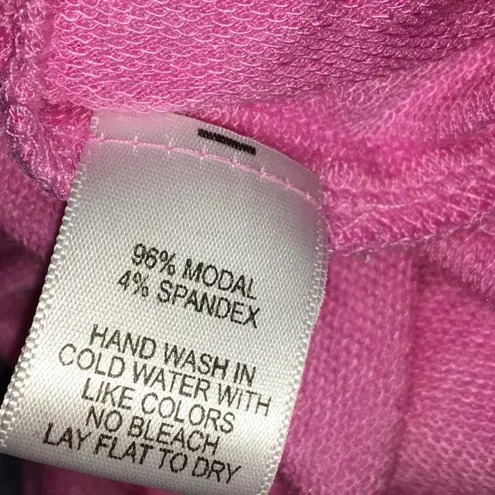 96% MODAL
4% SPANDEX
HAND WASH IN
COLD WATER WITH
LIKE COLORS
NO BLEACH
LAY FLAT TO DRY